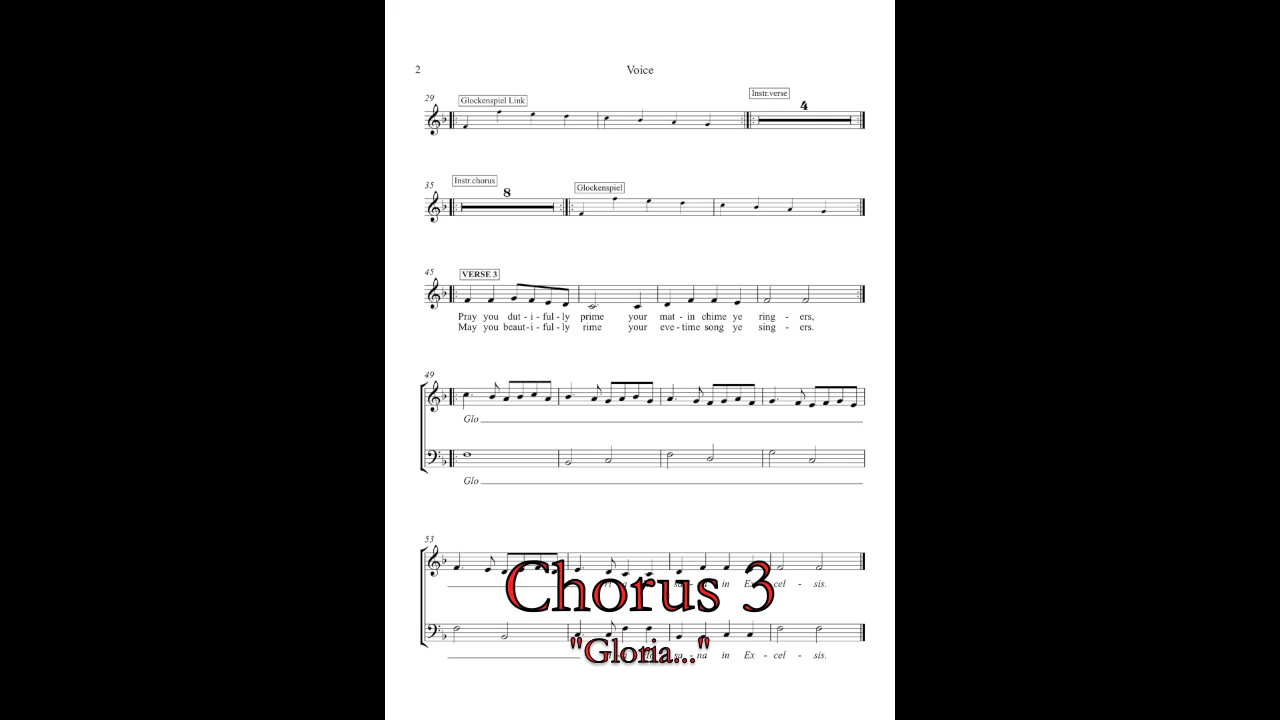 2 Voice
29 Glockenspiel Link Instr.verse 4
35 Instr.chorus 8 Glockenspiel
45 VERSE 3
Pray you dut - i - ful - ly prime your mat - in chime ye ring - ers,
May you beaut - i - ful - ly rime your eve - time song ye sing - ers.
49
Glo
Glo
53
in Ex - cel - sis.
Chorus 3
"Gloria..."
sa - na in Ex - cel - sis.